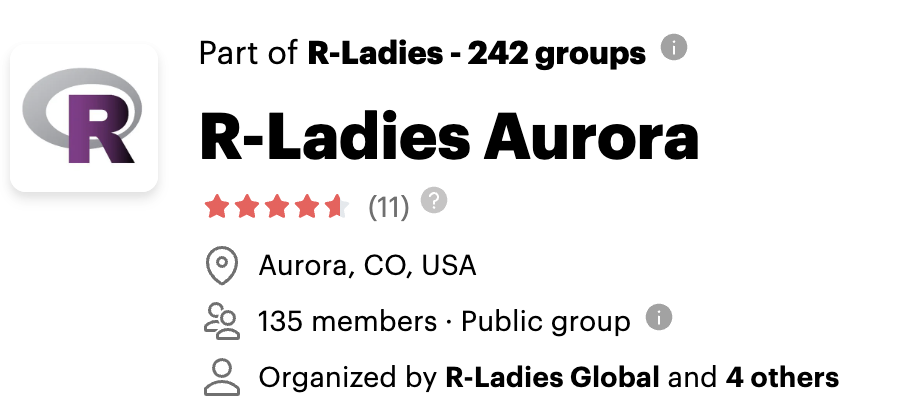 Part of R-Ladies - 242 groups
R-Ladies Aurora
(11)
Aurora, CO, USA
135 members · Public group
Organized by R-Ladies Global and 4 others
R